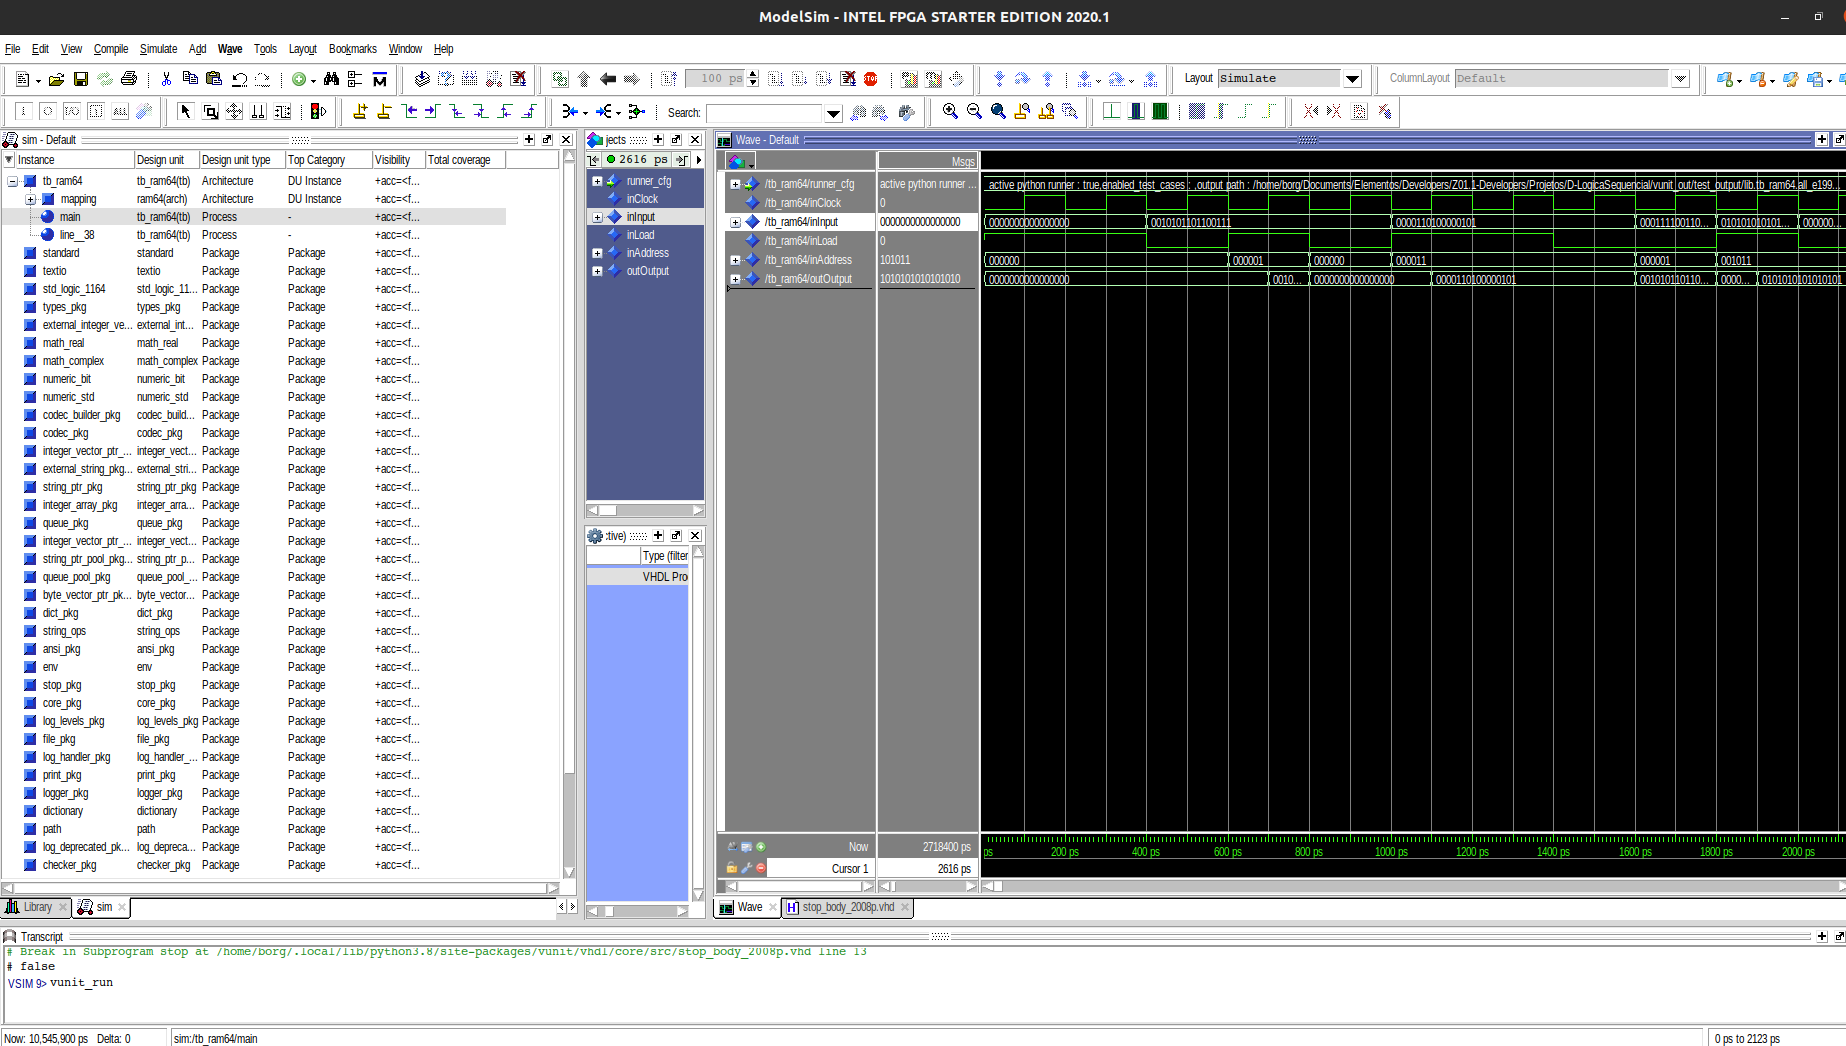 ModelSim - INTEL FPGA STARTER EDITION 2020.1
File Edit View Compile Simulate Add Wave Tools Layout Bookmarks Window Help
100 ps
Layout Simulate
ColumnLayout Default
Search:
sim - Default
Instance Design unit Design unit type Top Category Visibility Total coverage
tb_ram64 tb_ram64(tb) Architecture DU Instance +acc=<f...
mapping ram64(arch) Architecture DU Instance +acc=<f...
main tb_ram64(tb) Process - +acc=<f...
line__38 tb_ram64(tb) Process - +acc=<f...
standard standard Package Package +acc=<f...
textio textio Package Package +acc=<f...
std_logic_1164 std_logic_11... Package Package +acc=<f...
types_pkg types_pkg Package Package +acc=<f...
external_integer_ve... external_int... Package Package +acc=<f...
math_real math_real Package Package +acc=<f...
math_complex math_complex Package Package +acc=<f...
numeric_bit numeric_bit Package Package +acc=<f...
numeric_std numeric_std Package Package +acc=<f...
codec_builder_pkg codec_build... Package Package +acc=<f...
codec_pkg codec_pkg Package Package +acc=<f...
integer_vector_ptr_... integer_vect... Package Package +acc=<f...
external_string_pkg... external_stri... Package Package +acc=<f...
string_ptr_pkg string_ptr_pkg Package Package +acc=<f...
integer_array_pkg integer_arra... Package Package +acc=<f...
queue_pkg queue_pkg Package Package +acc=<f...
integer_vector_ptr_... integer_vect... Package Package +acc=<f...
string_ptr_pool_pkg... string_ptr_p... Package Package +acc=<f...
queue_pool_pkg queue_pool_... Package Package +acc=<f...
byte_vector_ptr_pk... byte_vector... Package Package +acc=<f...
dict_pkg dict_pkg Package Package +acc=<f...
string_ops string_ops Package Package +acc=<f...
ansi_pkg ansi_pkg Package Package +acc=<f...
env env Package Package +acc=<f...
stop_pkg stop_pkg Package Package +acc=<f...
core_pkg core_pkg Package Package +acc=<f...
log_levels_pkg log_levels_pkg Package Package +acc=<f...
file_pkg file_pkg Package Package +acc=<f...
log_handler_pkg log_handler_... Package Package +acc=<f...
print_pkg print_pkg Package Package +acc=<f...
logger_pkg logger_pkg Package Package +acc=<f...
dictionary dictionary Package Package +acc=<f...
path path Package Package +acc=<f...
log_deprecated_pk... log_depreca... Package Package +acc=<f...
checker_pkg checker_pkg Package Package +acc=<f...
Library sim
jects
2616 ps
runner_cfg
inClock
inInput
inLoad
inAddress
outOutput
:tive)
Type (filter
VHDL Pro
Wave - Default
Msgs
/tb_ram64/runner_cfg active python runner ... active python runner : true,enabled_test_cases : ,output path : /home/borg/Documents/Elementos/Developers/Z01.1-Developers/Projetos/D-LogicaSequencial/vunit_out/test_output/lib.tb_ram64.all_e199...
/tb_ram64/inClock 0
/tb_ram64/inInput 0000000000000000 0000000000000000 0010101101100111 0000110100000101 0001111100110... 010101010101... 000000...
/tb_ram64/inLoad 0
/tb_ram64/inAddress 101011 000000 000001 000000 000011 000001 001011
/tb_ram64/outOutput 1010101010101010 0000000000000000 0010... 0000000000000000 0000110100000101 001010110110... 0000... 0101010101010101
Now 2718400 ps ps 200 ps 400 ps 600 ps 800 ps 1000 ps 1200 ps 1400 ps 1600 ps 1800 ps 2000 ps
Cursor 1 2616 ps
Wave stop_body_2008p.vhd
Transcript
# Break in Subprogram stop at /home/borg/.local/lib/python3.8/site-packages/vunit/vhdl/core/src/stop_body_2008p.vhd line 13
# false
VSIM 9> vunit_run
Now: 10,545,900 ps Delta: 0 sim:/tb_ram64/main 0 ps to 2123 ps